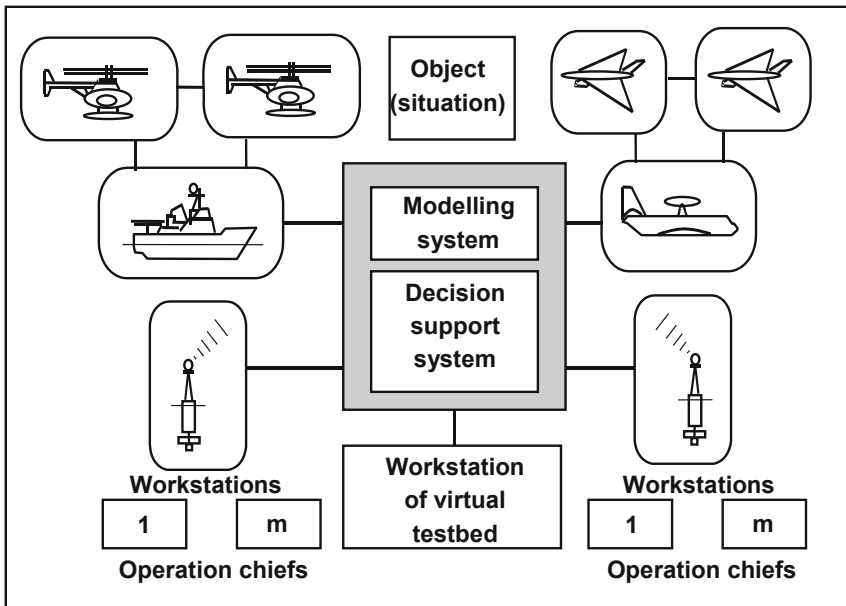 Object
(situation)
Modelling
system
Decision
support
system
Workstation
of virtual
testbed
Workstations
1
m
Operation chiefs
Workstations
1
m
Operation chiefs